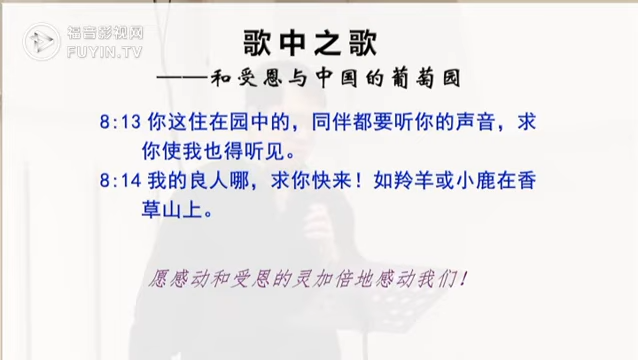 福音影视网
FUYIN.TV
歌中之歌
——和受恩与中国的葡萄园
8:13 你这住在园中的，同伴都要听你的声音，求
你使我也得听见。
8:14 我的良人哪，求你快来！如羚羊或小鹿在香
草山上。
愿感动和受恩的灵加倍地感动我们！